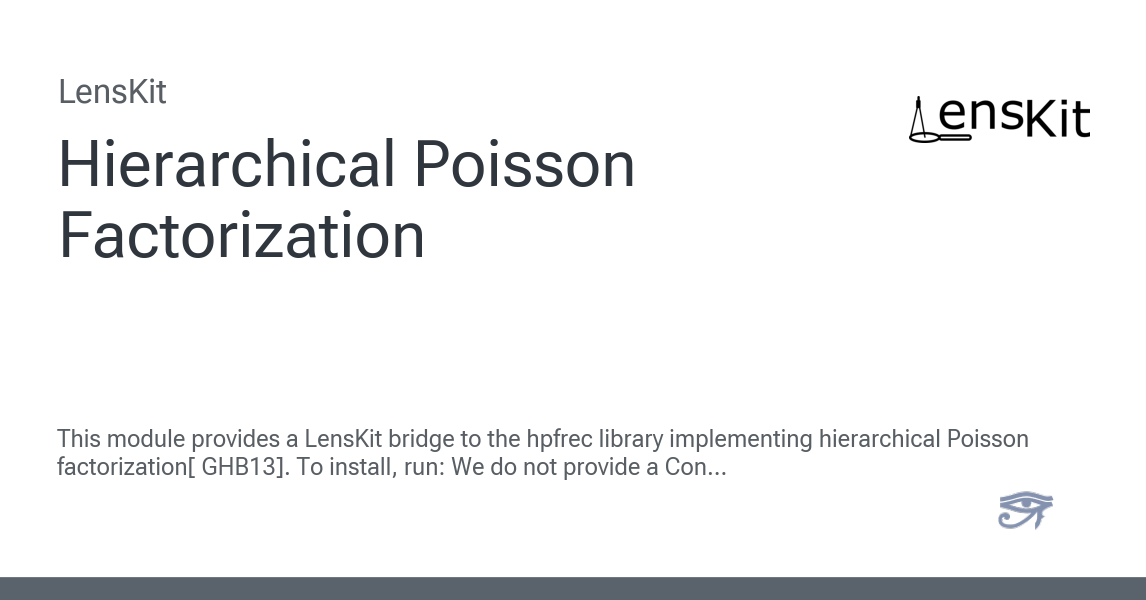 LensKit
LensKit
Hierarchical Poisson
Factorization
This module provides a LensKit bridge to the hpfrec library implementing hierarchical Poisson
factorization[ GHB13]. To install, run: We do not provide a Con...